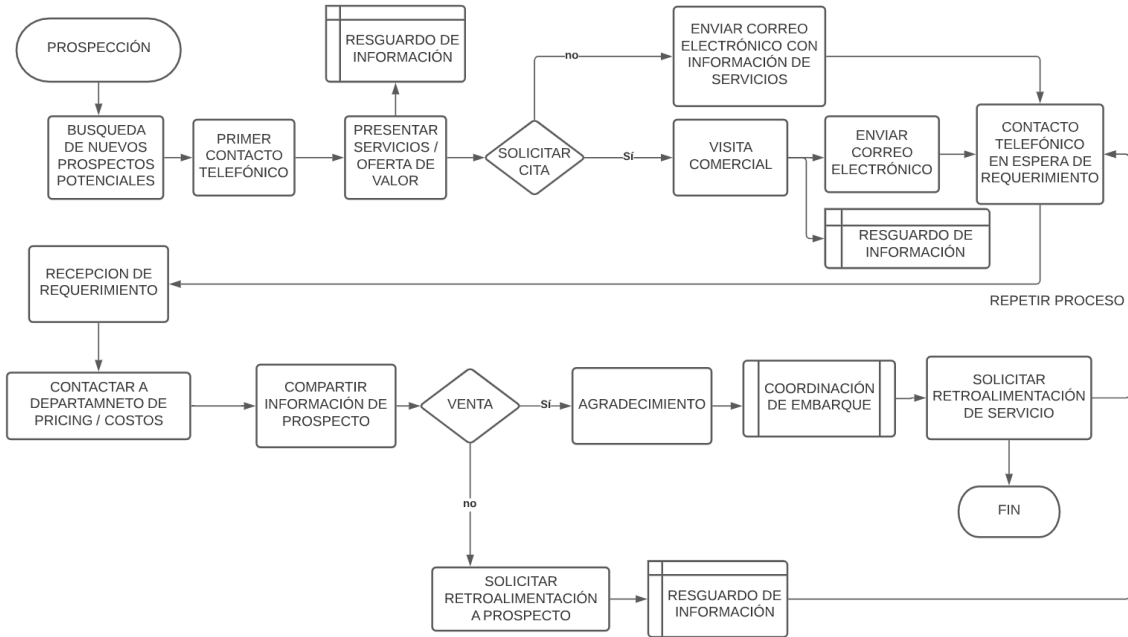 PROSPECCIÓN
RESGUARDO DE
INFORMACIÓN
no
ENVIAR CORREO
ELECTRÓNICO CON
INFORMACIÓN DE
SERVICIOS
BUSQUEDA
DE NUEVOS
PROSPECTOS
POTENCIALES
PRIMER
CONTACTO
TELEFÓNICO
PRESENTAR
SERVICIOS /
OFERTA DE
VALOR
SOLICITAR
CITA
Sí
VISITA
COMERCIAL
ENVIAR
CORREO
ELECTRÓNICO
CONTACTO
TELEFÓNICO
EN ESPERA DE
REQUERIMIENTO
RESGUARDO DE
INFORMACIÓN
RECEPCION DE
REQUERIMIENTO
REPETIR PROCESO
CONTACTAR A
DEPARTAMNETO DE
PRICING / COSTOS
COMPARTIR
INFORMACIÓN DE
PROSPECTO
VENTA
Sí
AGRADECIMIENTO
COORDINACIÓN
DE EMBARQUE
SOLICITAR
RETROALIMENTACIÓN
DE SERVICIO
no
FIN
SOLICITAR
RETROALIMENTACIÓN
A PROSPECTO
RESGUARDO DE
INFORMACIÓN